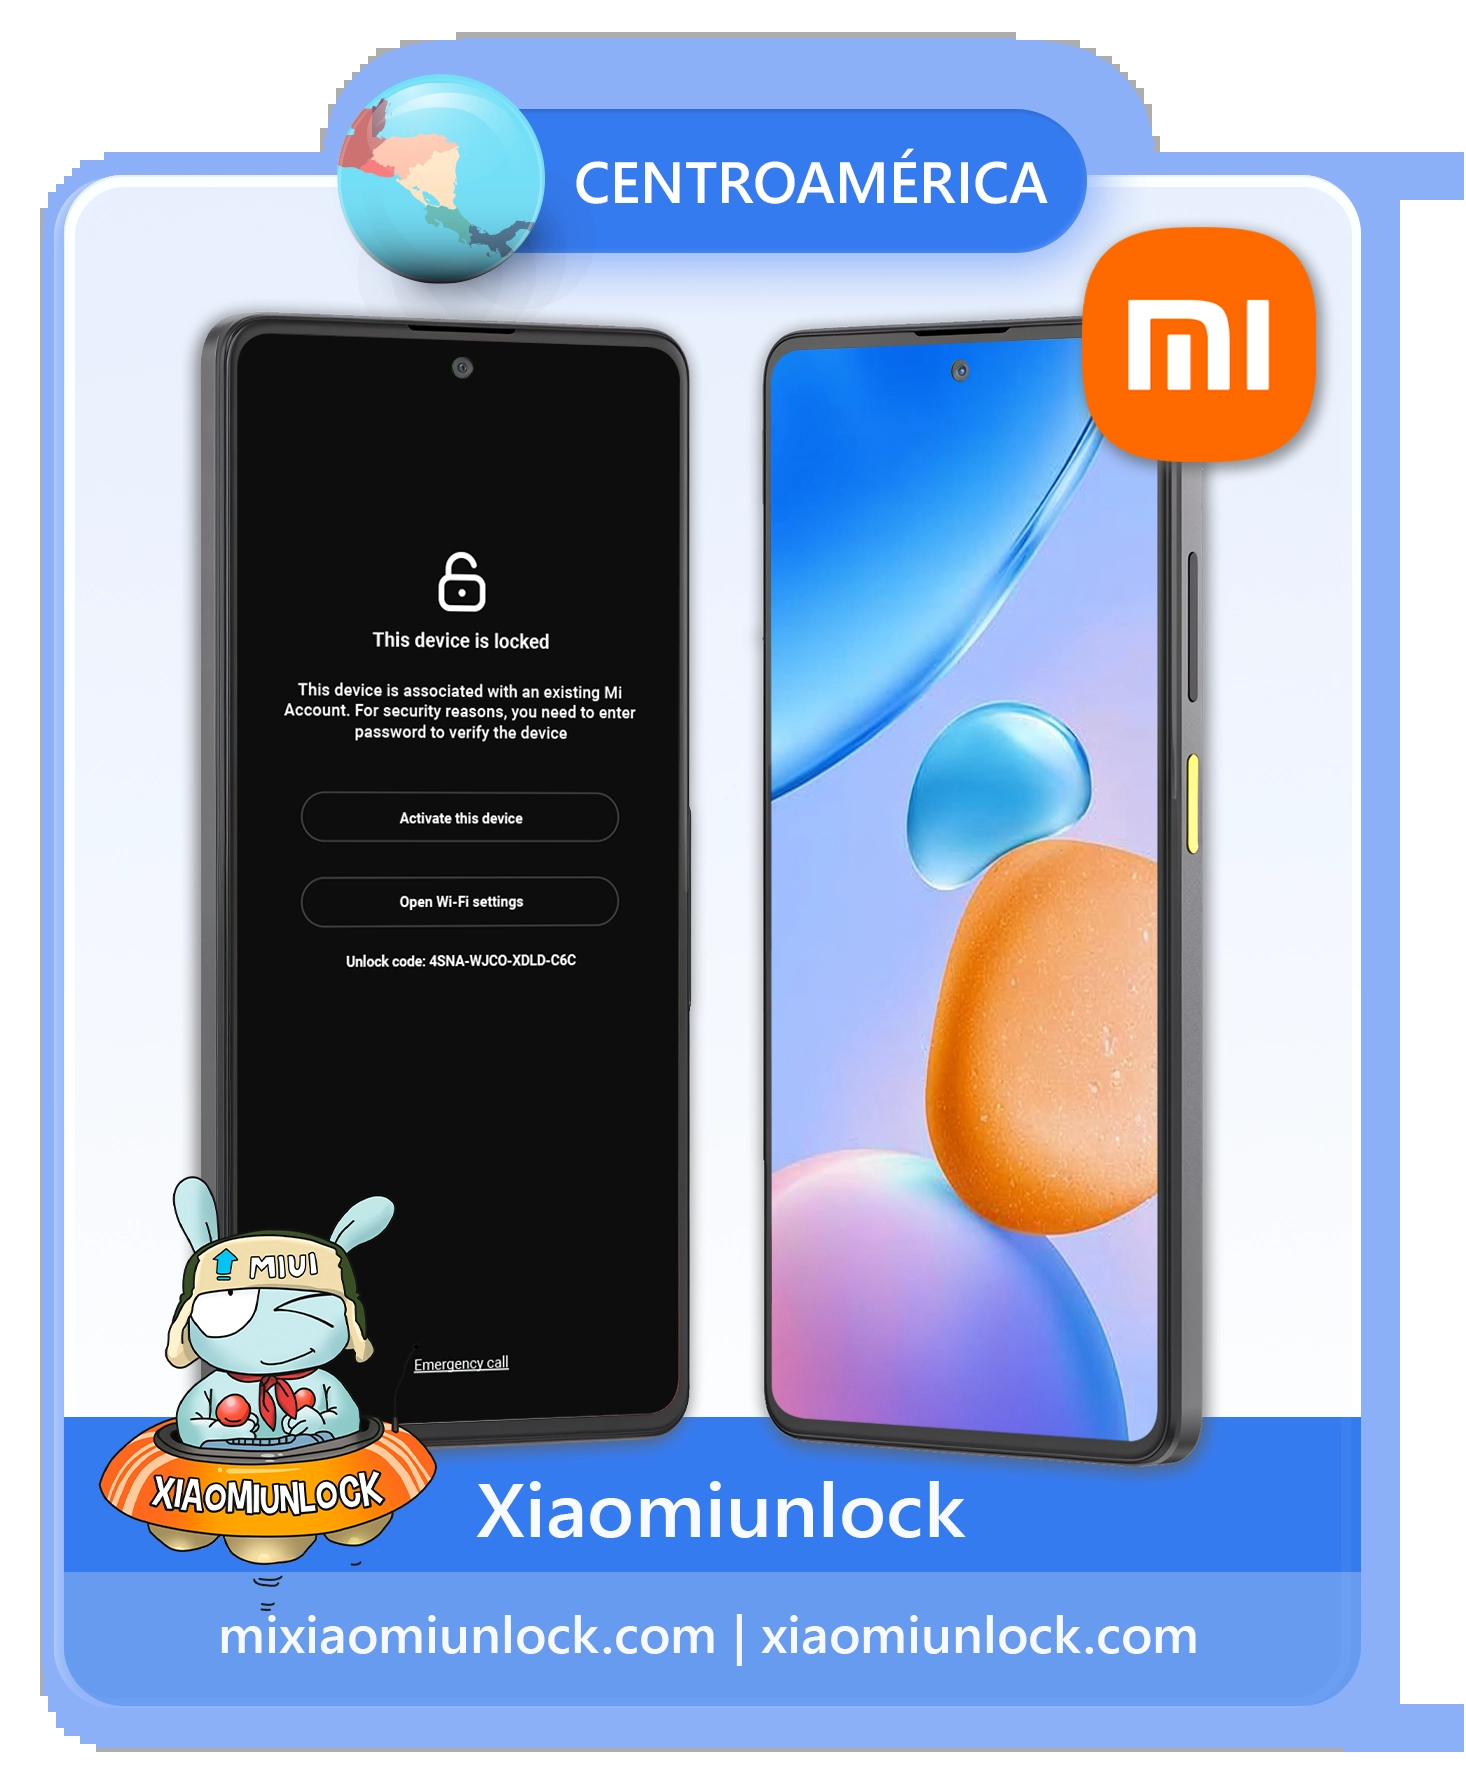 CENTROAMÉRICA
mi
This device is locked
This device is associated with an existing Mi
Account. For security reasons, you need to enter
password to verify the device
Activate this device
Open Wi-Fi settings
Unlock code: 4SNA-WJCO-XDLD-C6C
MIUI
Emergency call
XIAOMIUNLOCK
Xiaomiunlock
mixiaomiunlock.com | xiaomiunlock.com